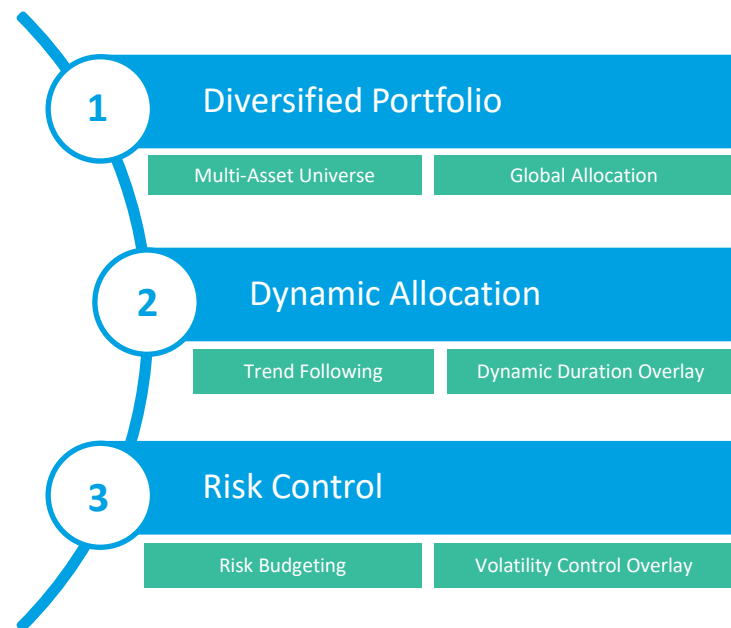 1
Diversified Portfolio
Multi-Asset Universe
Global Allocation
2
Dynamic Allocation
Trend Following
Dynamic Duration Overlay
3
Risk Control
Risk Budgeting
Volatility Control Overlay